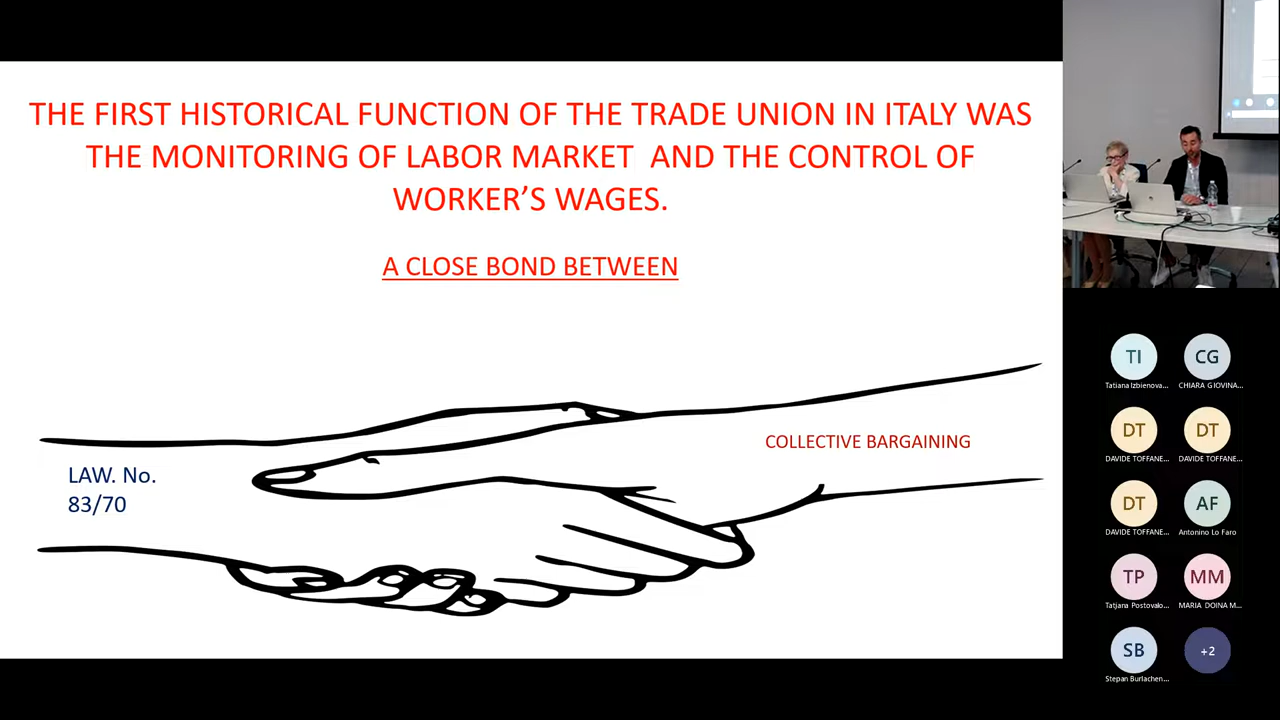 THE FIRST HISTORICAL FUNCTION OF THE TRADE UNION IN ITALY WAS
THE MONITORING OF LABOR MARKET AND THE CONTROL OF
WORKER’S WAGES.
A CLOSE BOND BETWEEN
COLLECTIVE BARGAINING
LAW. No.
83/70
TI
Tatiana Izbienova...
CG
CHIARA GIOVINA...
DT
DAVIDE TOFFANE...
DT
DAVIDE TOFFANE...
DT
DAVIDE TOFFANE...
AF
Antonino Lo Faro
TP
Tatjana Postovalo...
MM
MARIA DOINA M...
SB
Stepan Burlachen...
+2